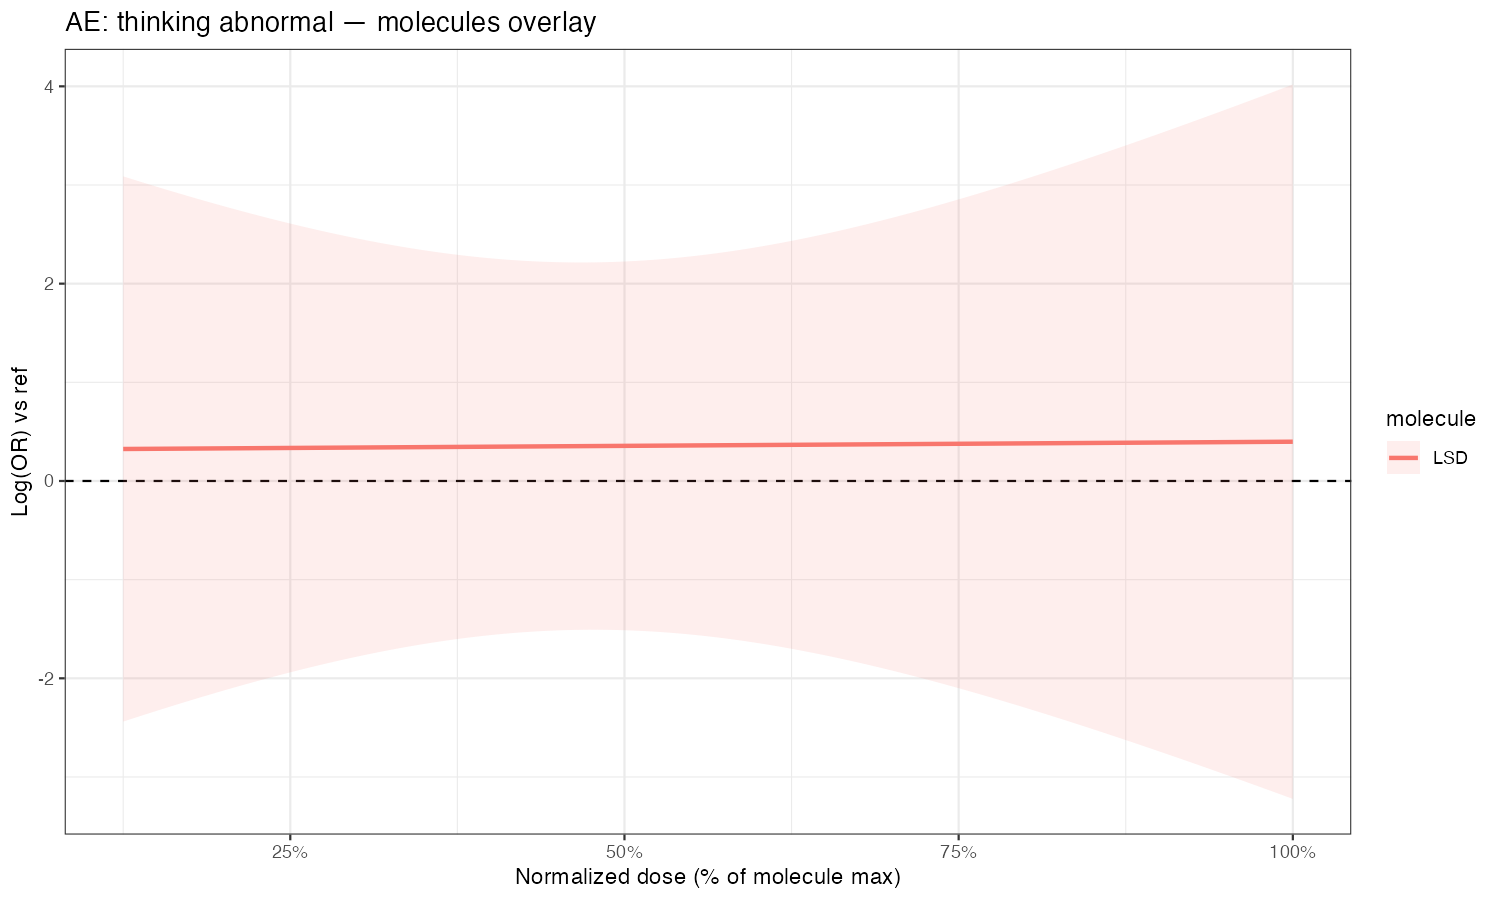 AE: thinking abnormal — molecules overlay
4
2
0
-2
Log(OR) vs ref
25%
50%
75%
100%
Normalized dose (% of molecule max)
molecule
LSD